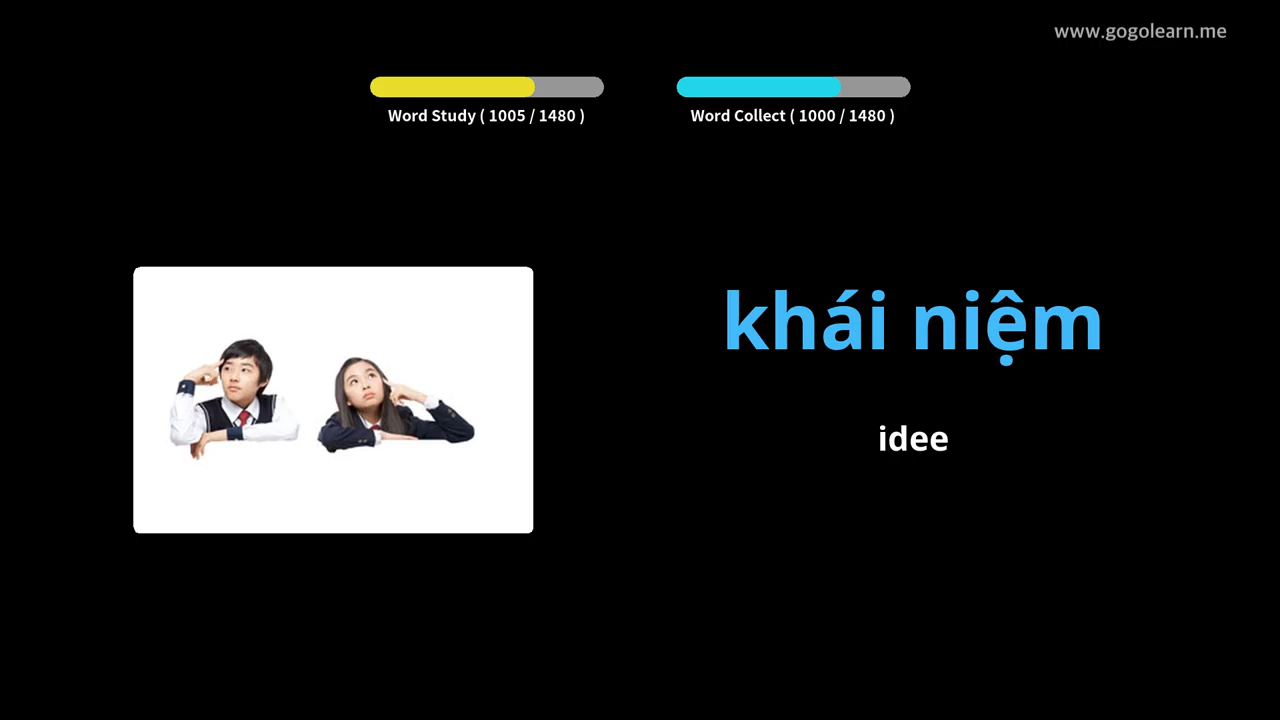 www.gogolearn.me
Word Study ( 1005 / 1480 )
Word Collect ( 1000 / 1480 )
khái niệm
idee